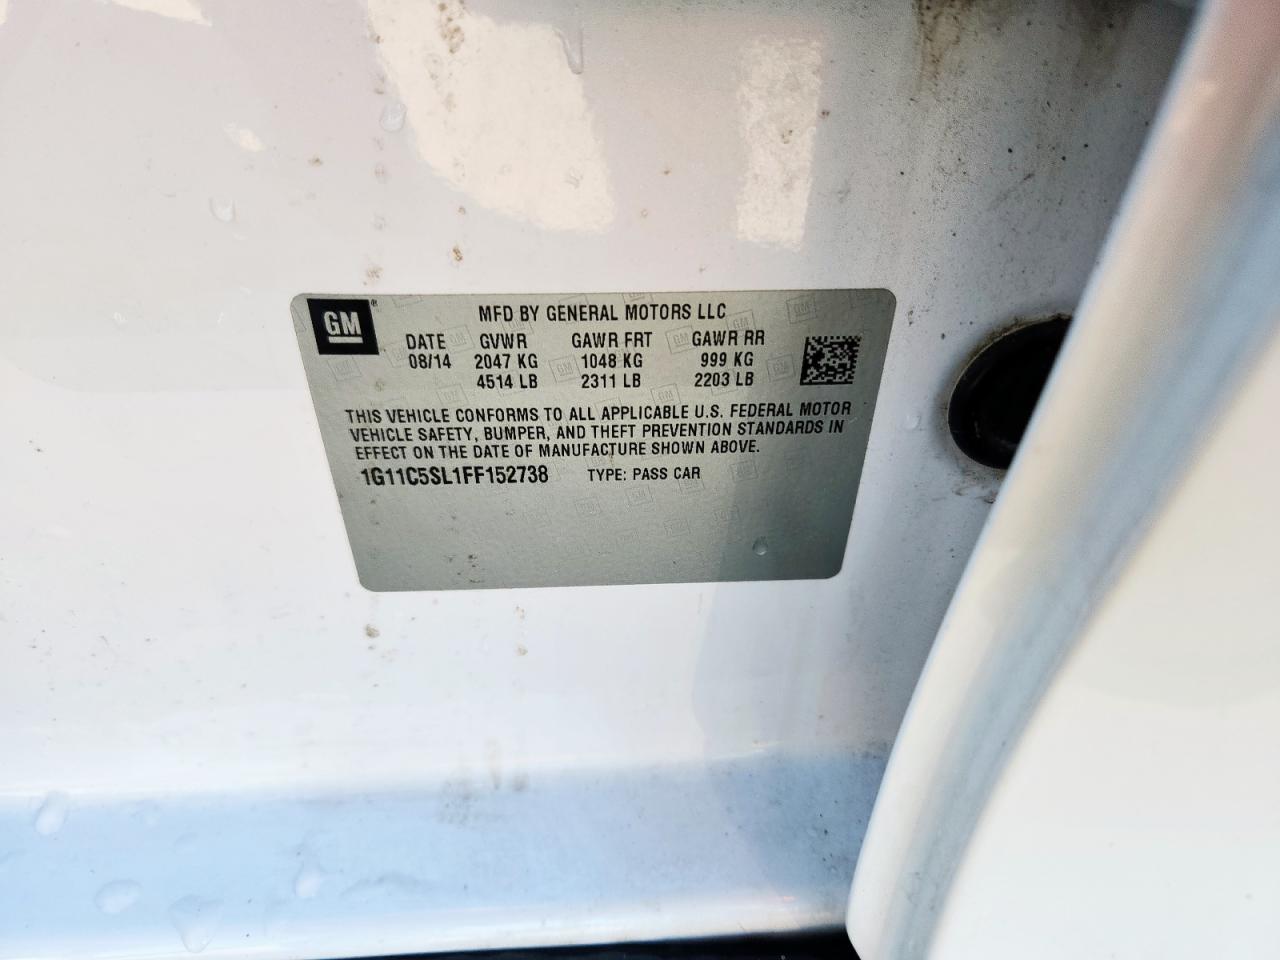 GM
MFD BY GENERAL MOTORS LLC
DATE GVWR GAWR FRT GAWR RR
08/14 2047 KG 1048 KG 999 KG
4514 LB 2311 LB 2203 LB
THIS VEHICLE CONFORMS TO ALL APPLICABLE U.S. FEDERAL MOTOR
VEHICLE SAFETY, BUMPER, AND THEFT PREVENTION STANDARDS IN
EFFECT ON THE DATE OF MANUFACTURE SHOWN ABOVE.
1G11C5SL1FF152738 TYPE: PASS CAR